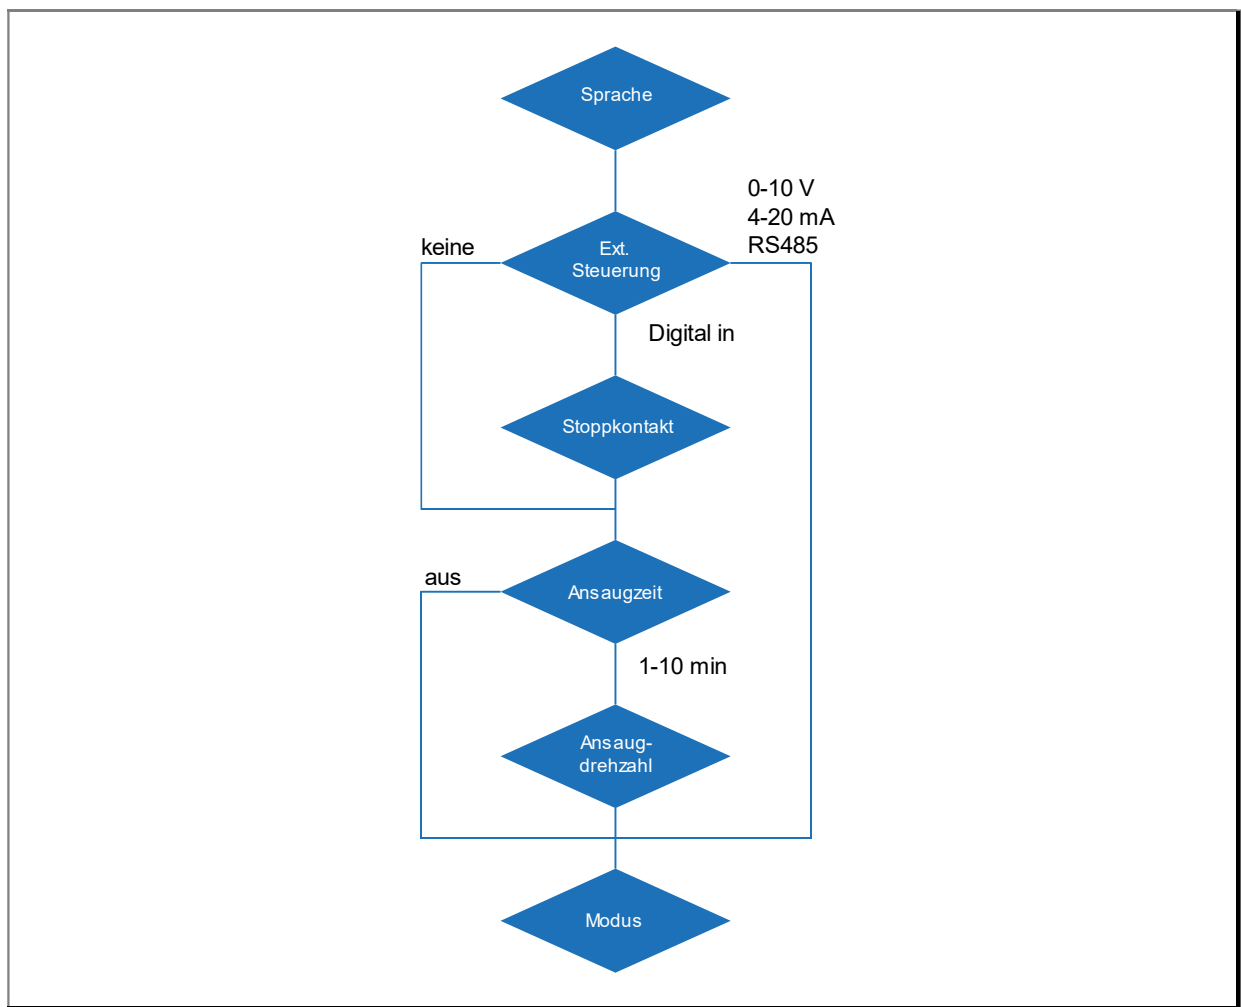 Sprache
0-10 V
4-20 mA
RS485
keine
Ext.
Steuerung
Digital in
Stoppkontakt
aus
Ansaugzeit
1-10 min
Ansaug-
drehzahl
Modus